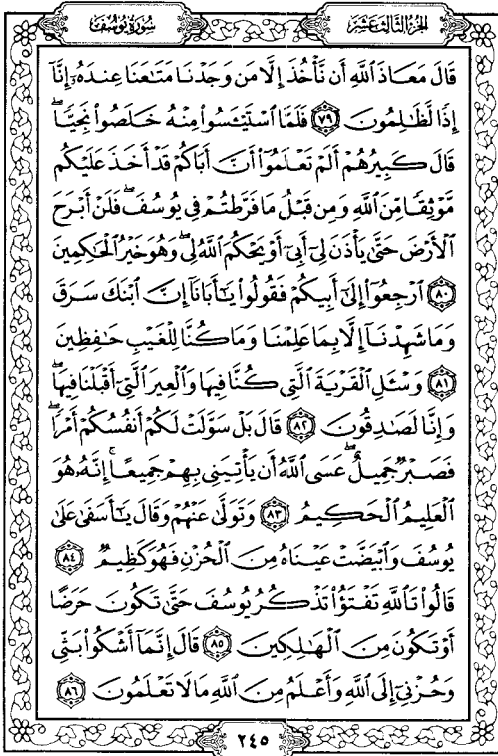 الجزء الثالث عشر
سورة يوسف
قَالَ مَعَاذَ ٱللَّهِ أَن نَّأْخُذَ إِلَّا مَن وَجَدْنَا مَتَٰعَنَا عِندَهُۥٓ إِنَّآ
إِذًا لَّظَٰلِمُونَ ٧٩ فَلَمَّا ٱسْتَيْـَٔسُوا۟ مِنْهُ خَلَصُوا۟ نَجِيًّا ۖ
قَالَ كَبِيرُهُمْ أَلَمْ تَعْلَمُوٓا۟ أَنَّ أَبَاكُمْ قَدْ أَخَذَ عَلَيْكُم
مَّوْثِقًا مِّنَ ٱللَّهِ وَمِن قَبْلُ مَا فَرَّطتُمْ فِى يُوسُفَ ۖ فَلَنْ أَبْرَحَ
ٱلْأَرْضَ حَتَّىٰ يَأْذَنَ لِىٓ أَبِىٓ أَوْ يَحْكُمَ ٱللَّهُ لِى ۖ وَهُوَ خَيْرُ ٱلْحَٰكِمِينَ
٨٠ ٱرْجِعُوٓا۟ إِلَىٰٓ أَبِيكُمْ فَقُولُوا۟ يَٰٓأَبَانَآ إِنَّ ٱبْنَكَ سَرَقَ
وَمَا شَهِدْنَآ إِلَّا بِمَا عَلِمْنَا وَمَا كُنَّا لِلْغَيْبِ حَٰفِظِينَ
٨١ وَسْـَٔلِ ٱلْقَرْيَةَ ٱلَّتِى كُنَّا فِيهَا وَٱلْعِيرَ ٱلَّتِىٓ أَقْبَلْنَا فِيهَا ۖ
وَإِنَّا لَصَٰدِقُونَ ٨٢ قَالَ بَلْ سَوَّلَتْ لَكُمْ أَنفُسُكُمْ أَمْرًا ۖ
فَصَبْرٌ جَمِيلٌ ۖ عَسَى ٱللَّهُ أَن يَأْتِيَنِى بِهِمْ جَمِيعًا ۚ إِنَّهُۥ هُوَ
ٱلْعَلِيمُ ٱلْحَكِيمُ ٨٣ وَتَوَلَّىٰ عَنْهُمْ وَقَالَ يَٰٓأَسَفَىٰ عَلَىٰ
يُوسُفَ وَٱبْيَضَّتْ عَيْنَاهُ مِنَ ٱلْحُزْنِ فَهُوَ كَظِيمٌ ٨٤
قَالُوا۟ تَٱللَّهِ تَفْتَؤُا۟ تَذْكُرُ يُوسُفَ حَتَّىٰ تَكُونَ حَرَضًا
أَوْ تَكُونَ مِنَ ٱلْهَٰلِكِينَ ٨٥ قَالَ إِنَّمَآ أَشْكُوا۟ بَثِّى
وَحُزْنِىٓ إِلَى ٱللَّهِ وَأَعْلَمُ مِنَ ٱللَّهِ مَا لَا تَعْلَمُونَ ٨٦
٢٤٥